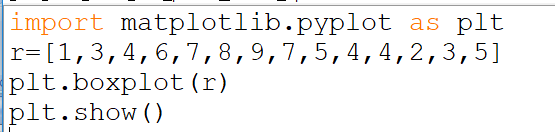 import matplotlib.pyplot as plt
r=[1,3,4,6,7,8,9,7,5,4,4,2,3,5]
plt.boxplot(r)
plt.show()